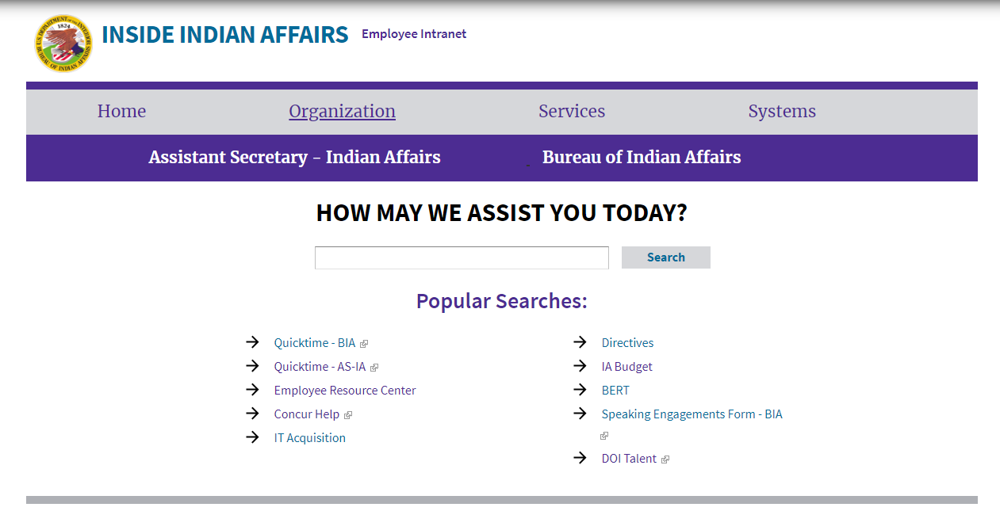 U.S. DEPARTMENT OF THE INTERIOR
1824
BUREAU OF INDIAN AFFAIRS
INSIDE INDIAN AFFAIRS Employee Intranet
Home Organization Services Systems
Assistant Secretary – Indian Affairs Bureau of Indian Affairs
HOW MAY WE ASSIST YOU TODAY?
Search
Popular Searches:
Quicktime - BIA
Quicktime - AS-IA
Employee Resource Center
Concur Help
IT Acquisition
Directives
IA Budget
BERT
Speaking Engagements Form - BIA
DOI Talent